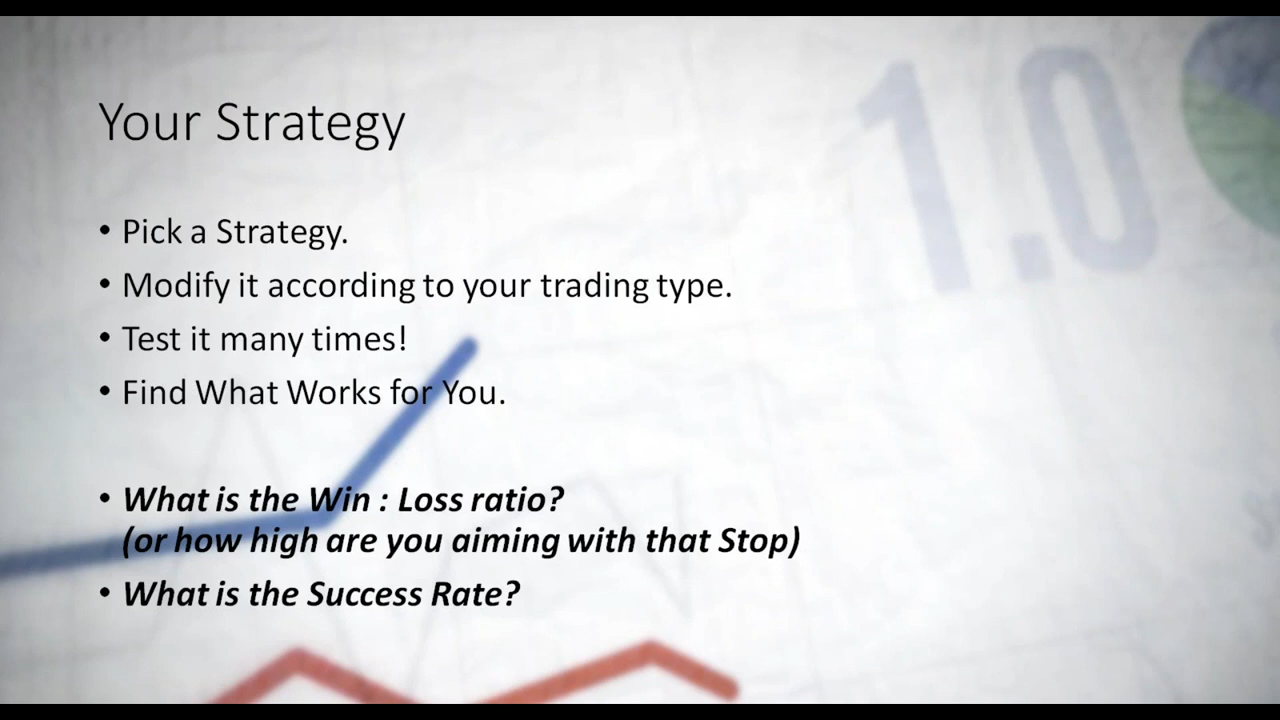 1.0
Your Strategy
• Pick a Strategy.
• Modify it according to your trading type.
• Test it many times!
• Find What Works for You.
• What is the Win : Loss ratio?
(or how high are you aiming with that Stop)
• What is the Success Rate?